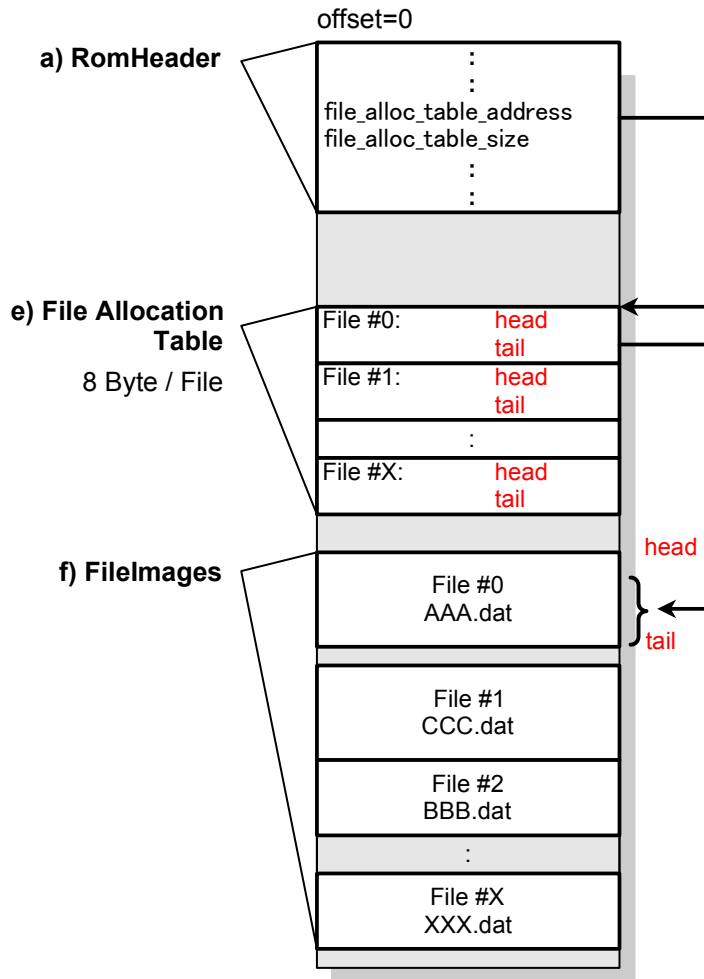 offset=0
a) RomHeader
:
:
file_alloc_table_address
file_alloc_table_size
:
:
e) File Allocation
Table
8 Byte / File
File #0: head
tail
File #1: head
tail
:
File #X: head
tail
f) FileImages
head
File #0
AAA.dat
tail
File #1
CCC.dat
File #2
BBB.dat
:
File #X
XXX.dat